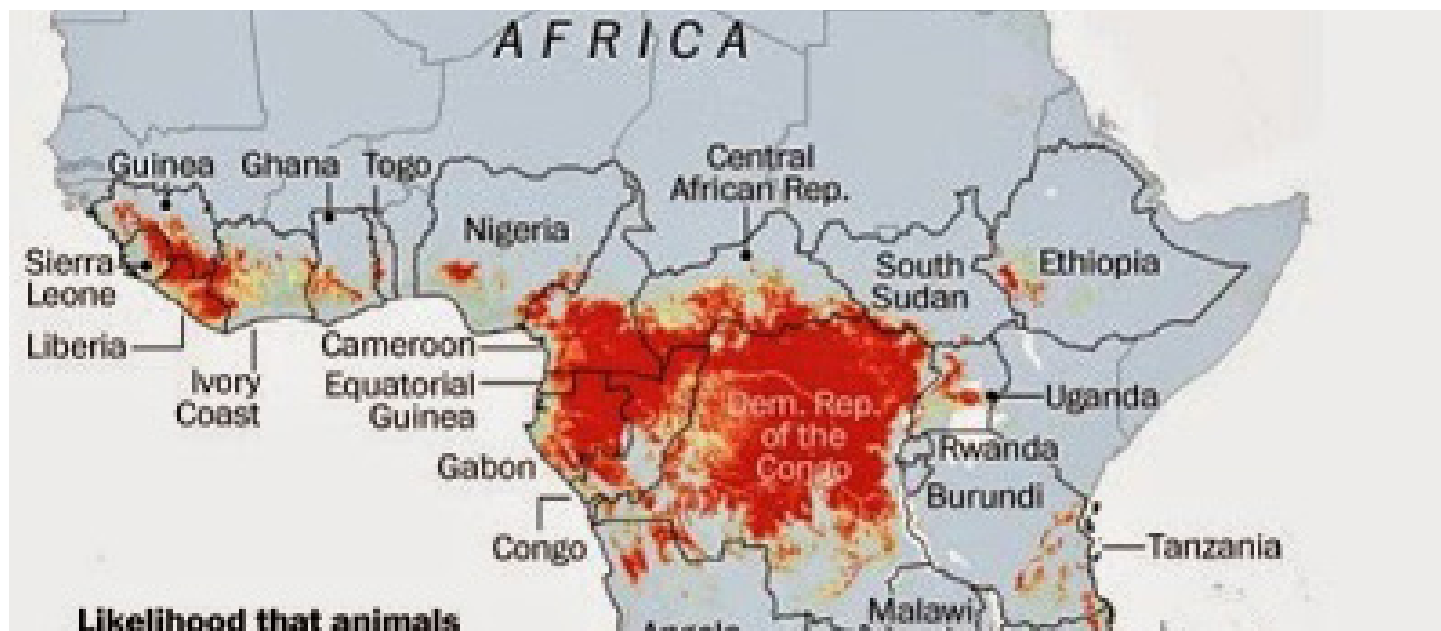 AFRICA
Guinea
Ghana
Togo
Central
African Rep.
Nigeria
Sierra
Leone
South
Sudan
Ethiopia
Liberia
Cameroon
Ivory
Coast
Equatorial
Guinea
Dem. Rep.
of the
Congo
Uganda
Gabon
Rwanda
Burundi
Congo
Tanzania
Malawi
Likelihood that animals
Angola